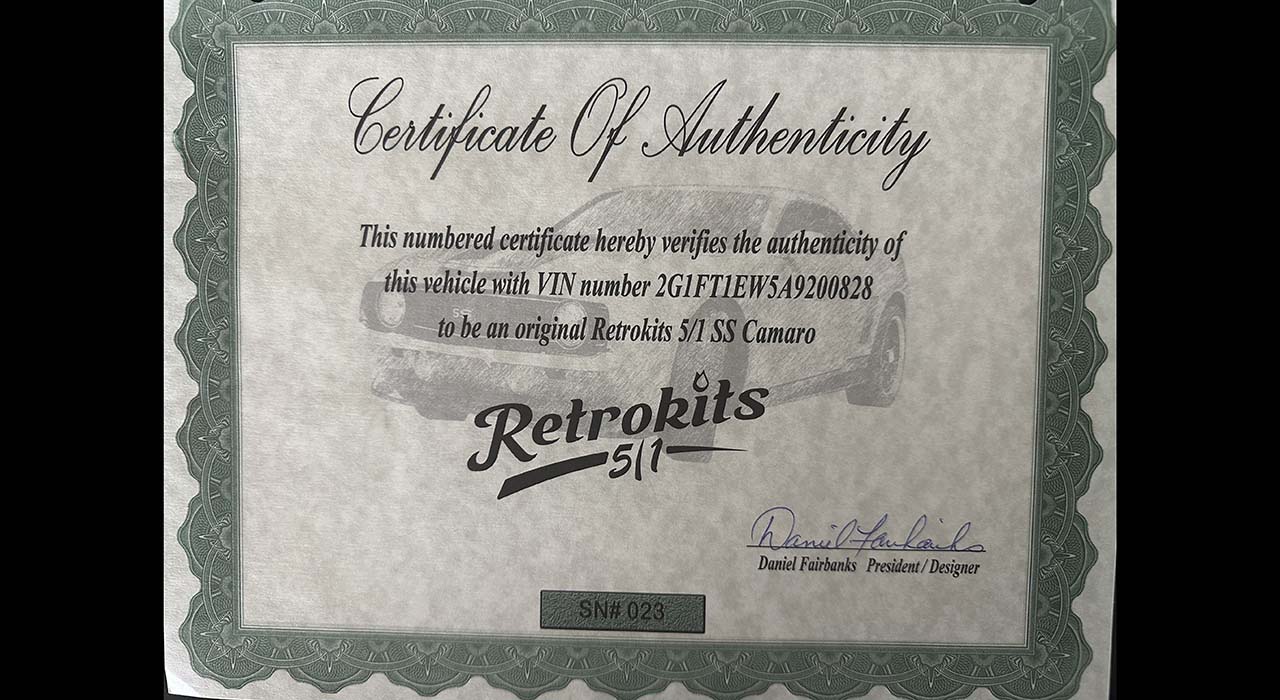 Certificate Of Authenticity
This numbered certificate hereby verifies the authenticity of
this vehicle with VIN number 2G1FT1EW5A9200828
to be an original Retrokits 5/1 SS Camaro
SS
Retrokits
5/1
Daniel Fairbanks
Daniel Fairbanks President / Designer
SN# 023